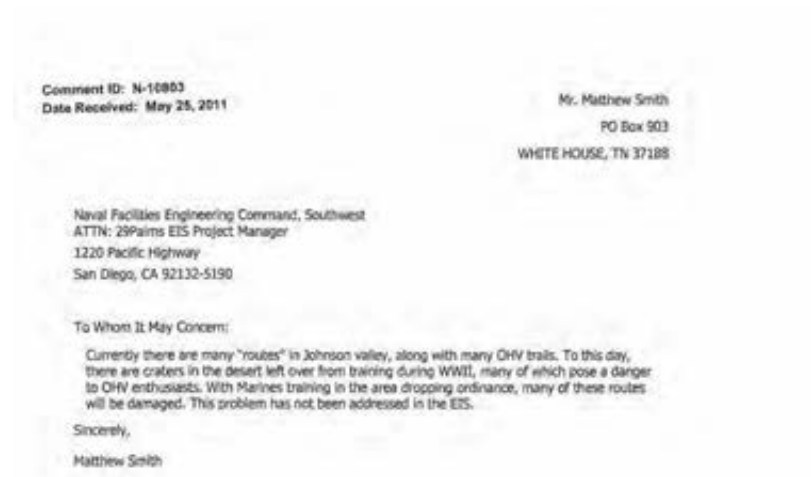 Comment ID: N-10803
Date Received: May 25, 2011
Mr. Matthew Smith
PO Box 903
WHITE HOUSE, TN 37188
Naval Facilities Engineering Command, Southwest
ATTN: 29Palms EIS Project Manager
1220 Pacific Highway
San Diego, CA 92132-5190
To Whom It May Concern:
Currently there are many "routes" in Johnson valley, along with many OHV trails. To this day,
there are craters in the desert left over from training during WWII, many of which pose a danger
to OHV enthusiasts. With Marines training in the area dropping ordinance, many of these routes
will be damaged. This problem has not been addressed in the EIS.
Sincerely,
Matthew Smith